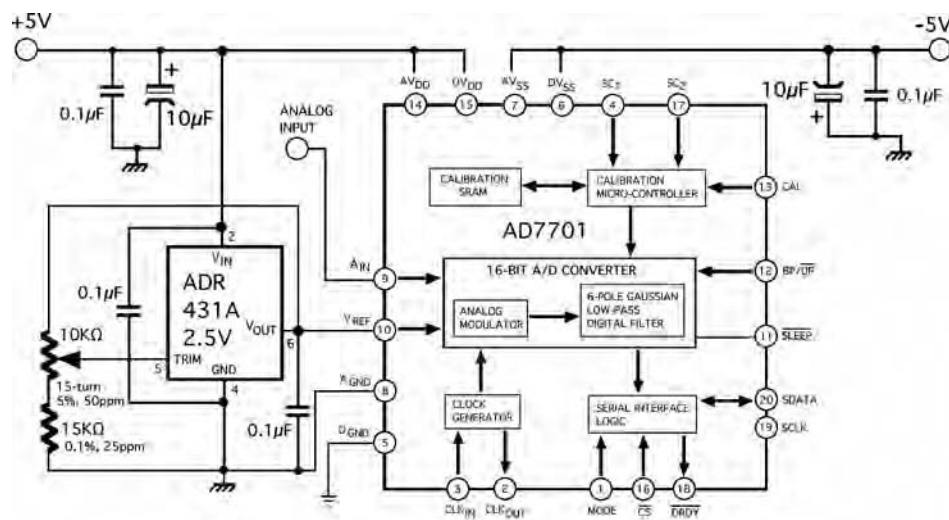 +5V
-5V
AVDD
DVDD
AVSS
DVSS
SC1
SC2
14
15
7
6
4
17
0.1µF
10µF
10µF
0.1µF
ANALOG
INPUT
CALIBRATION
SRAM
CALIBRATION
MICRO-CONTROLLER
13
CAL
AD7701
2
VIN
ADR
431A
2.5V
VOUT
6
TRIM
5
GND
4
0.1µF
10KΩ
15-turn
5%, 50ppm
15KΩ
0.1%, 25ppm
0.1µF
AIN
9
VREF
10
AGND
8
DGND
5
16-BIT A/D CONVERTER
ANALOG
MODULATOR
6-POLE GAUSSIAN
LOW-PASS
DIGITAL FILTER
12
BP/UP
11
SLEEP
CLOCK
GENERATOR
SERIAL INTERFACE
LOGIC
20
SDATA
19
SCLK
3
2
1
16
18
CLKIN
CLKOUT
MODE
CS
DRDY